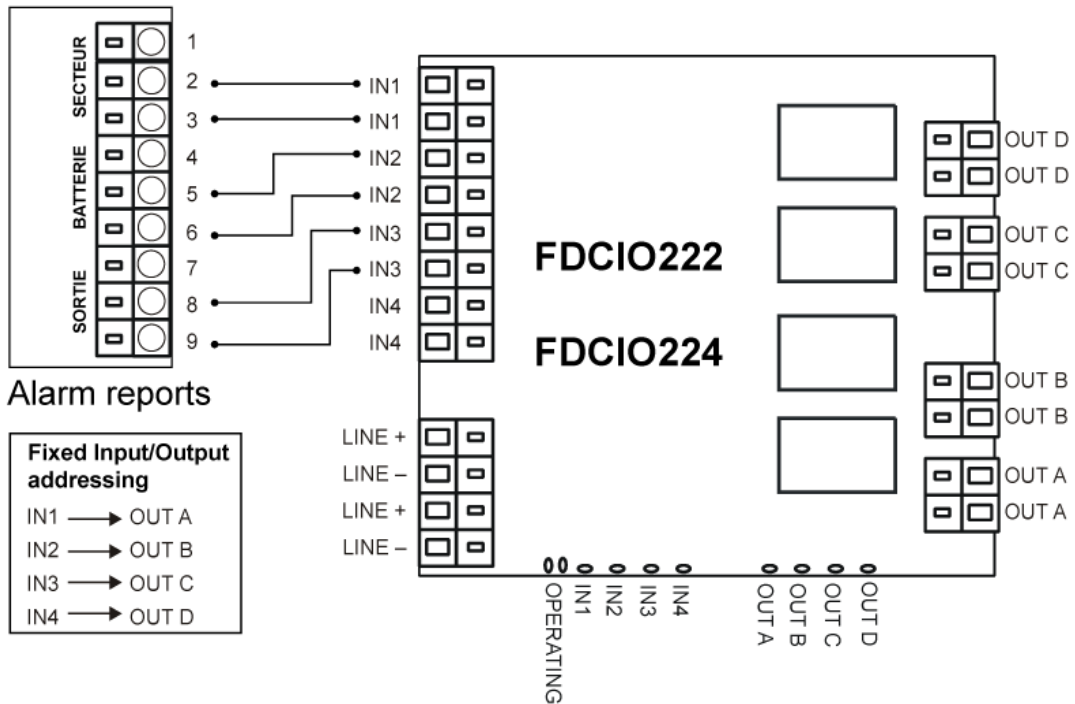 SECTEUR
BATTERIE
SORTIE
1
2
3
4
5
6
7
8
9
Alarm reports
IN1
IN1
IN2
IN2
IN3
IN3
IN4
IN4
LINE +
LINE –
LINE +
LINE –
FDCIO222
FDCIO224
OUT D
OUT D
OUT C
OUT C
OUT B
OUT B
OUT A
OUT A
OPERATING
IN1
IN2
IN3
IN4
OUT A
OUT B
OUT C
OUT D
Fixed Input/Output
addressing
IN1 → OUT A
IN2 → OUT B
IN3 → OUT C
IN4 → OUT D